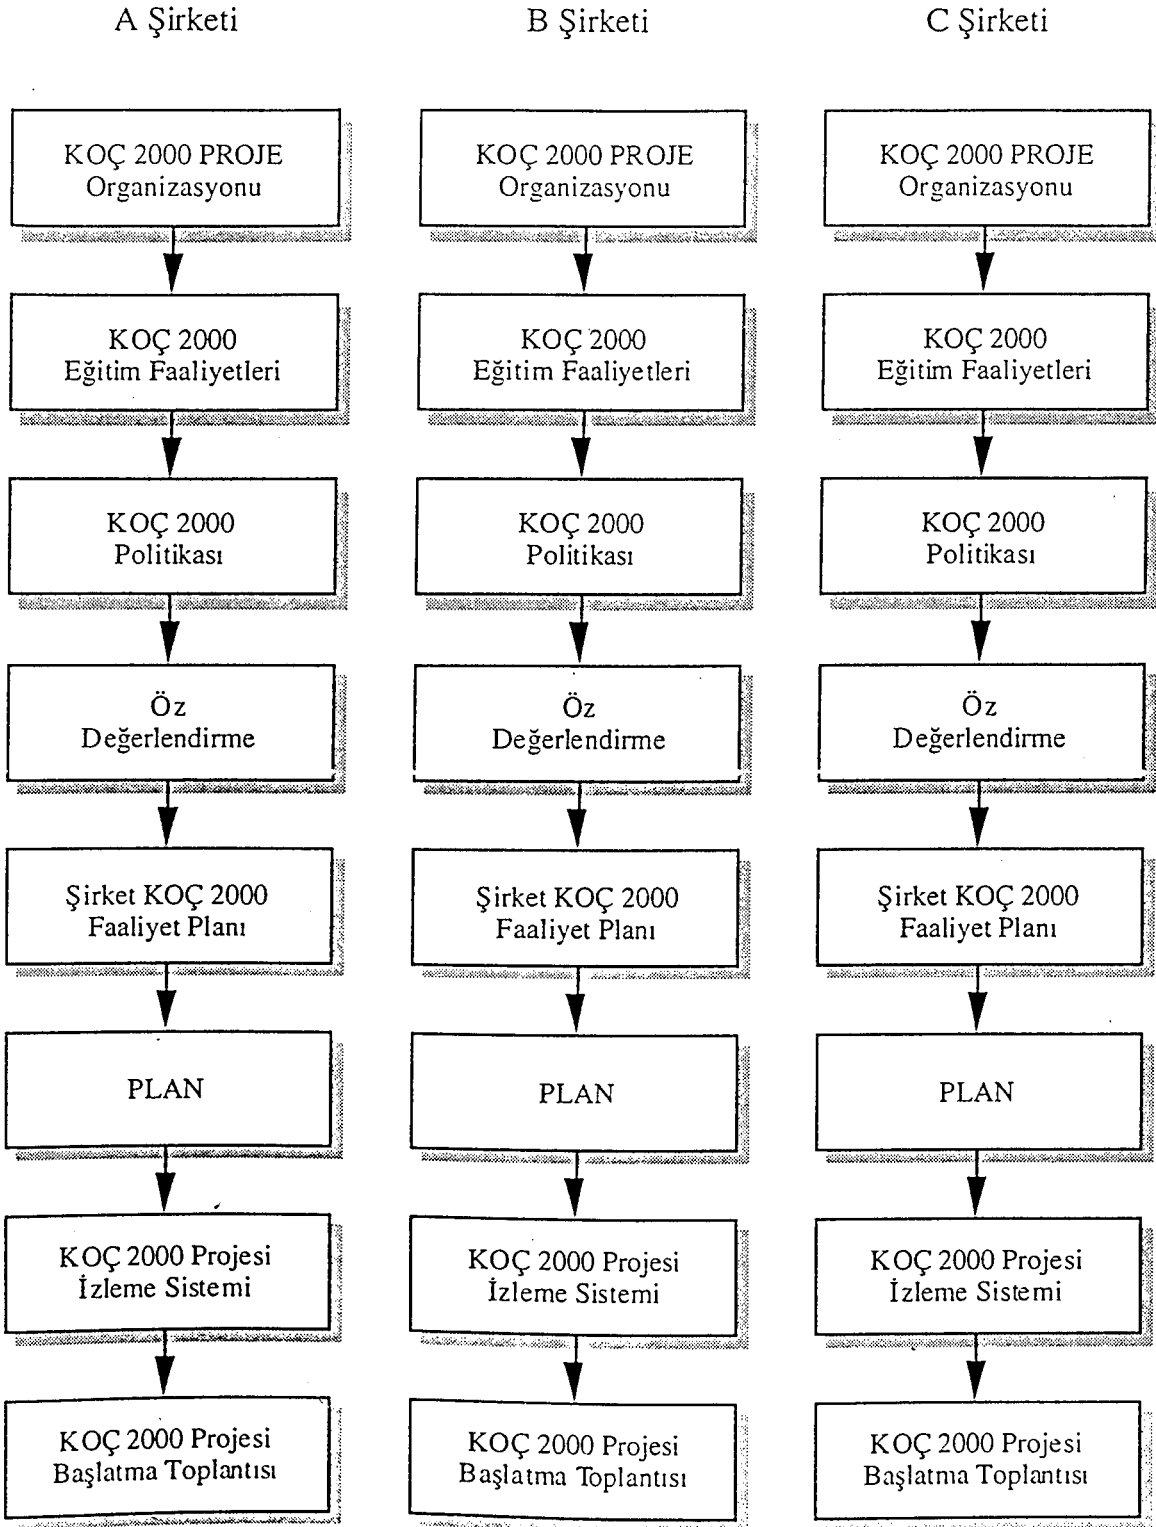 A Şirketi
KOÇ 2000 PROJE
Organizasyonu
KOÇ 2000
Eğitim Faaliyetleri
KOÇ 2000
Politikası
Öz
Değerlendirme
Şirket KOÇ 2000
Faaliyet Planı
PLAN
KOÇ 2000 Projesi
İzleme Sistemi
KOÇ 2000 Projesi
Başlatma Toplantısı
B Şirketi
KOÇ 2000 PROJE
Organizasyonu
KOÇ 2000
Eğitim Faaliyetleri
KOÇ 2000
Politikası
Öz
Değerlendirme
Şirket KOÇ 2000
Faaliyet Planı
PLAN
KOÇ 2000 Projesi
İzleme Sistemi
KOÇ 2000 Projesi
Başlatma Toplantısı
C Şirketi
KOÇ 2000 PROJE
Organizasyonu
KOÇ 2000
Eğitim Faaliyetleri
KOÇ 2000
Politikası
Öz
Değerlendirme
Şirket KOÇ 2000
Faaliyet Planı
PLAN
KOÇ 2000 Projesi
İzleme Sistemi
KOÇ 2000 Projesi
Başlatma Toplantısı